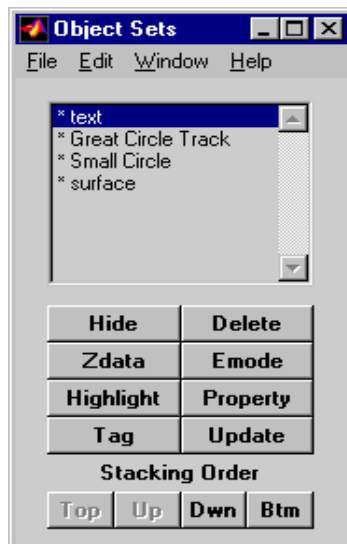 Object Sets
File Edit Window Help
* text
* Great Circle Track
* Small Circle
* surface
Hide Delete
Zdata Emode
Highlight Property
Tag Update
Stacking Order
Top Up Dwn Btm